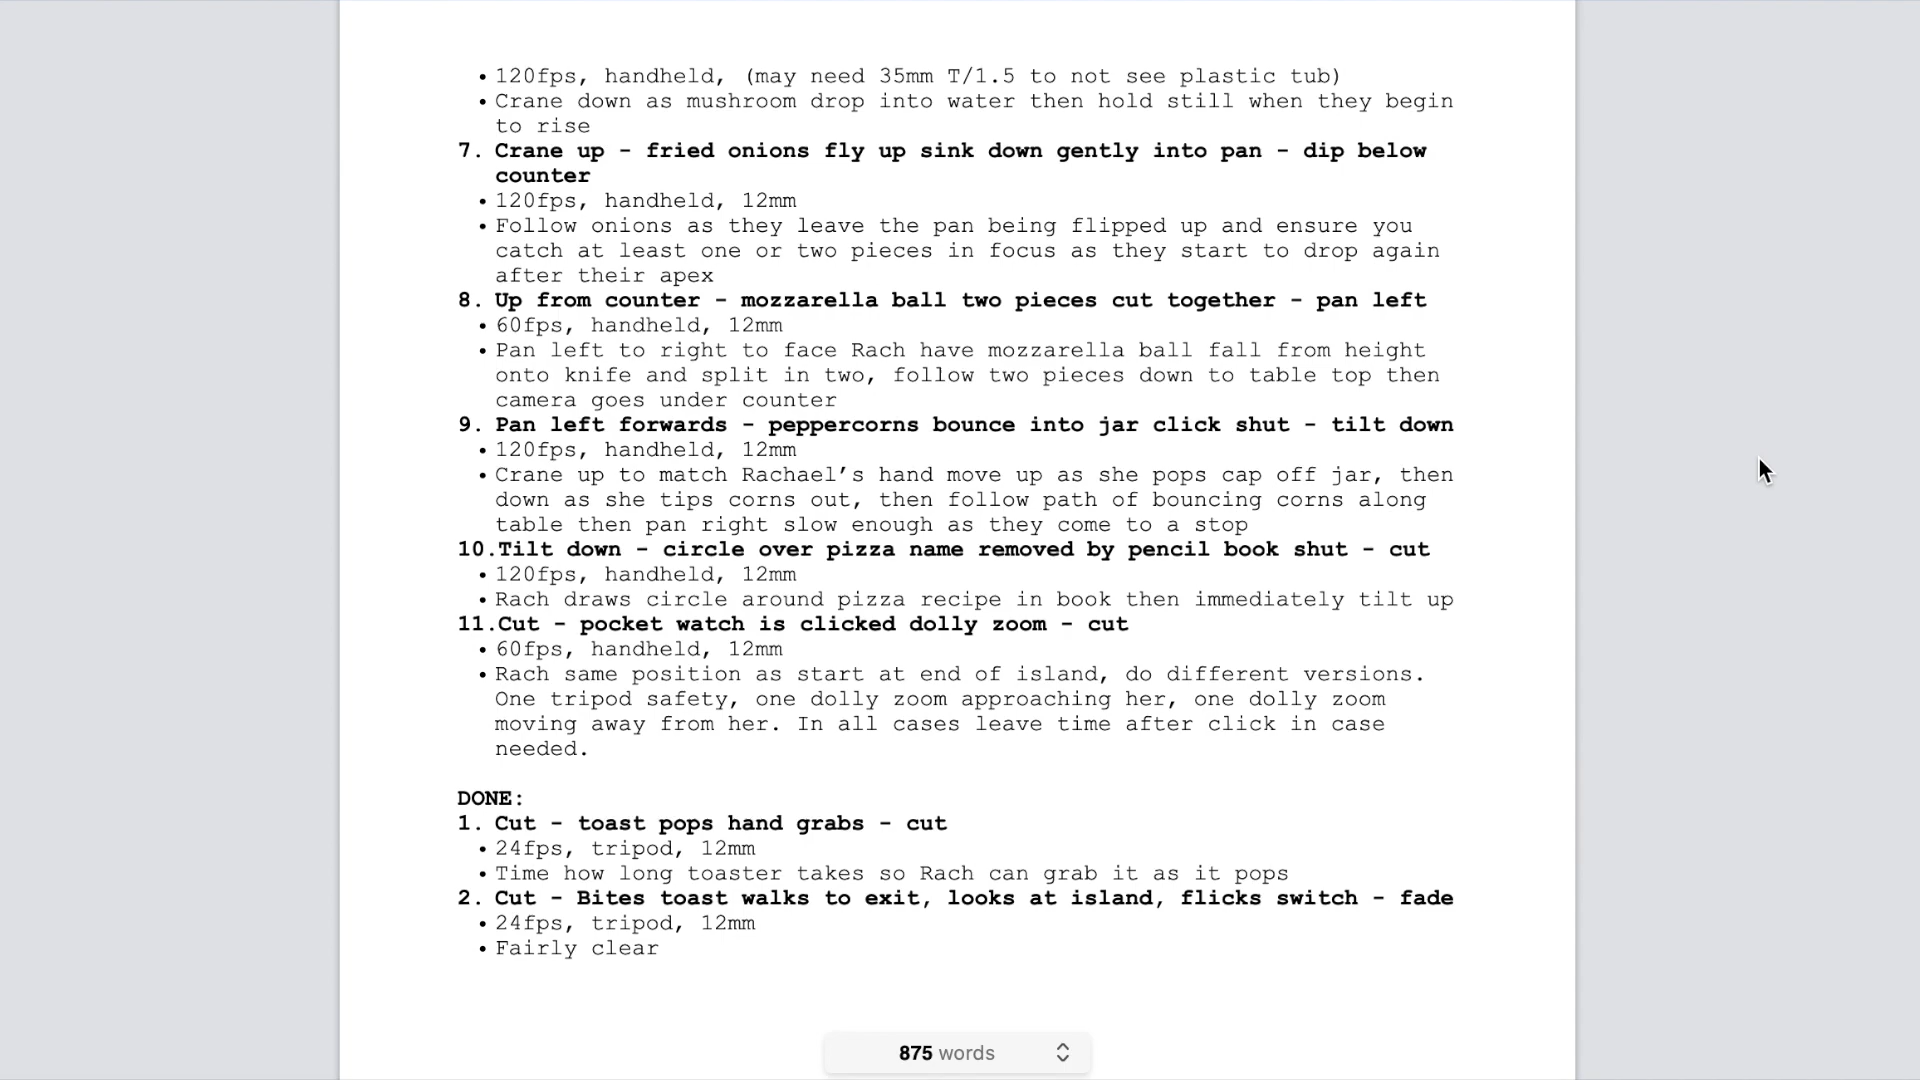 • 120fps, handheld, (may need 35mm T/1.5 to not see plastic tub)
• Crane down as mushroom drop into water then hold still when they begin
to rise
7. Crane up - fried onions fly up sink down gently into pan - dip below
counter
• 120fps, handheld, 12mm
• Follow onions as they leave the pan being flipped up and ensure you
catch at least one or two pieces in focus as they start to drop again
after their apex
8. Up from counter - mozzarella ball two pieces cut together - pan left
• 60fps, handheld, 12mm
• Pan left to right to face Rach have mozzarella ball fall from height
onto knife and split in two, follow two pieces down to table top then
camera goes under counter
9. Pan left forwards - peppercorns bounce into jar click shut - tilt down
• 120fps, handheld, 12mm
• Crane up to match Rachael’s hand move up as she pops cap off jar, then
down as she tips corns out, then follow path of bouncing corns along
table then pan right slow enough as they come to a stop
10.Tilt down - circle over pizza name removed by pencil book shut - cut
• 120fps, handheld, 12mm
• Rach draws circle around pizza recipe in book then immediately tilt up
11.Cut - pocket watch is clicked dolly zoom - cut
• 60fps, handheld, 12mm
• Rach same position as start at end of island, do different versions.
One tripod safety, one dolly zoom approaching her, one dolly zoom
moving away from her. In all cases leave time after click in case
needed.
DONE:
1. Cut - toast pops hand grabs - cut
• 24fps, tripod, 12mm
• Time how long toaster takes so Rach can grab it as it pops
2. Cut - Bites toast walks to exit, looks at island, flicks switch - fade
• 24fps, tripod, 12mm
• Fairly clear
875 words